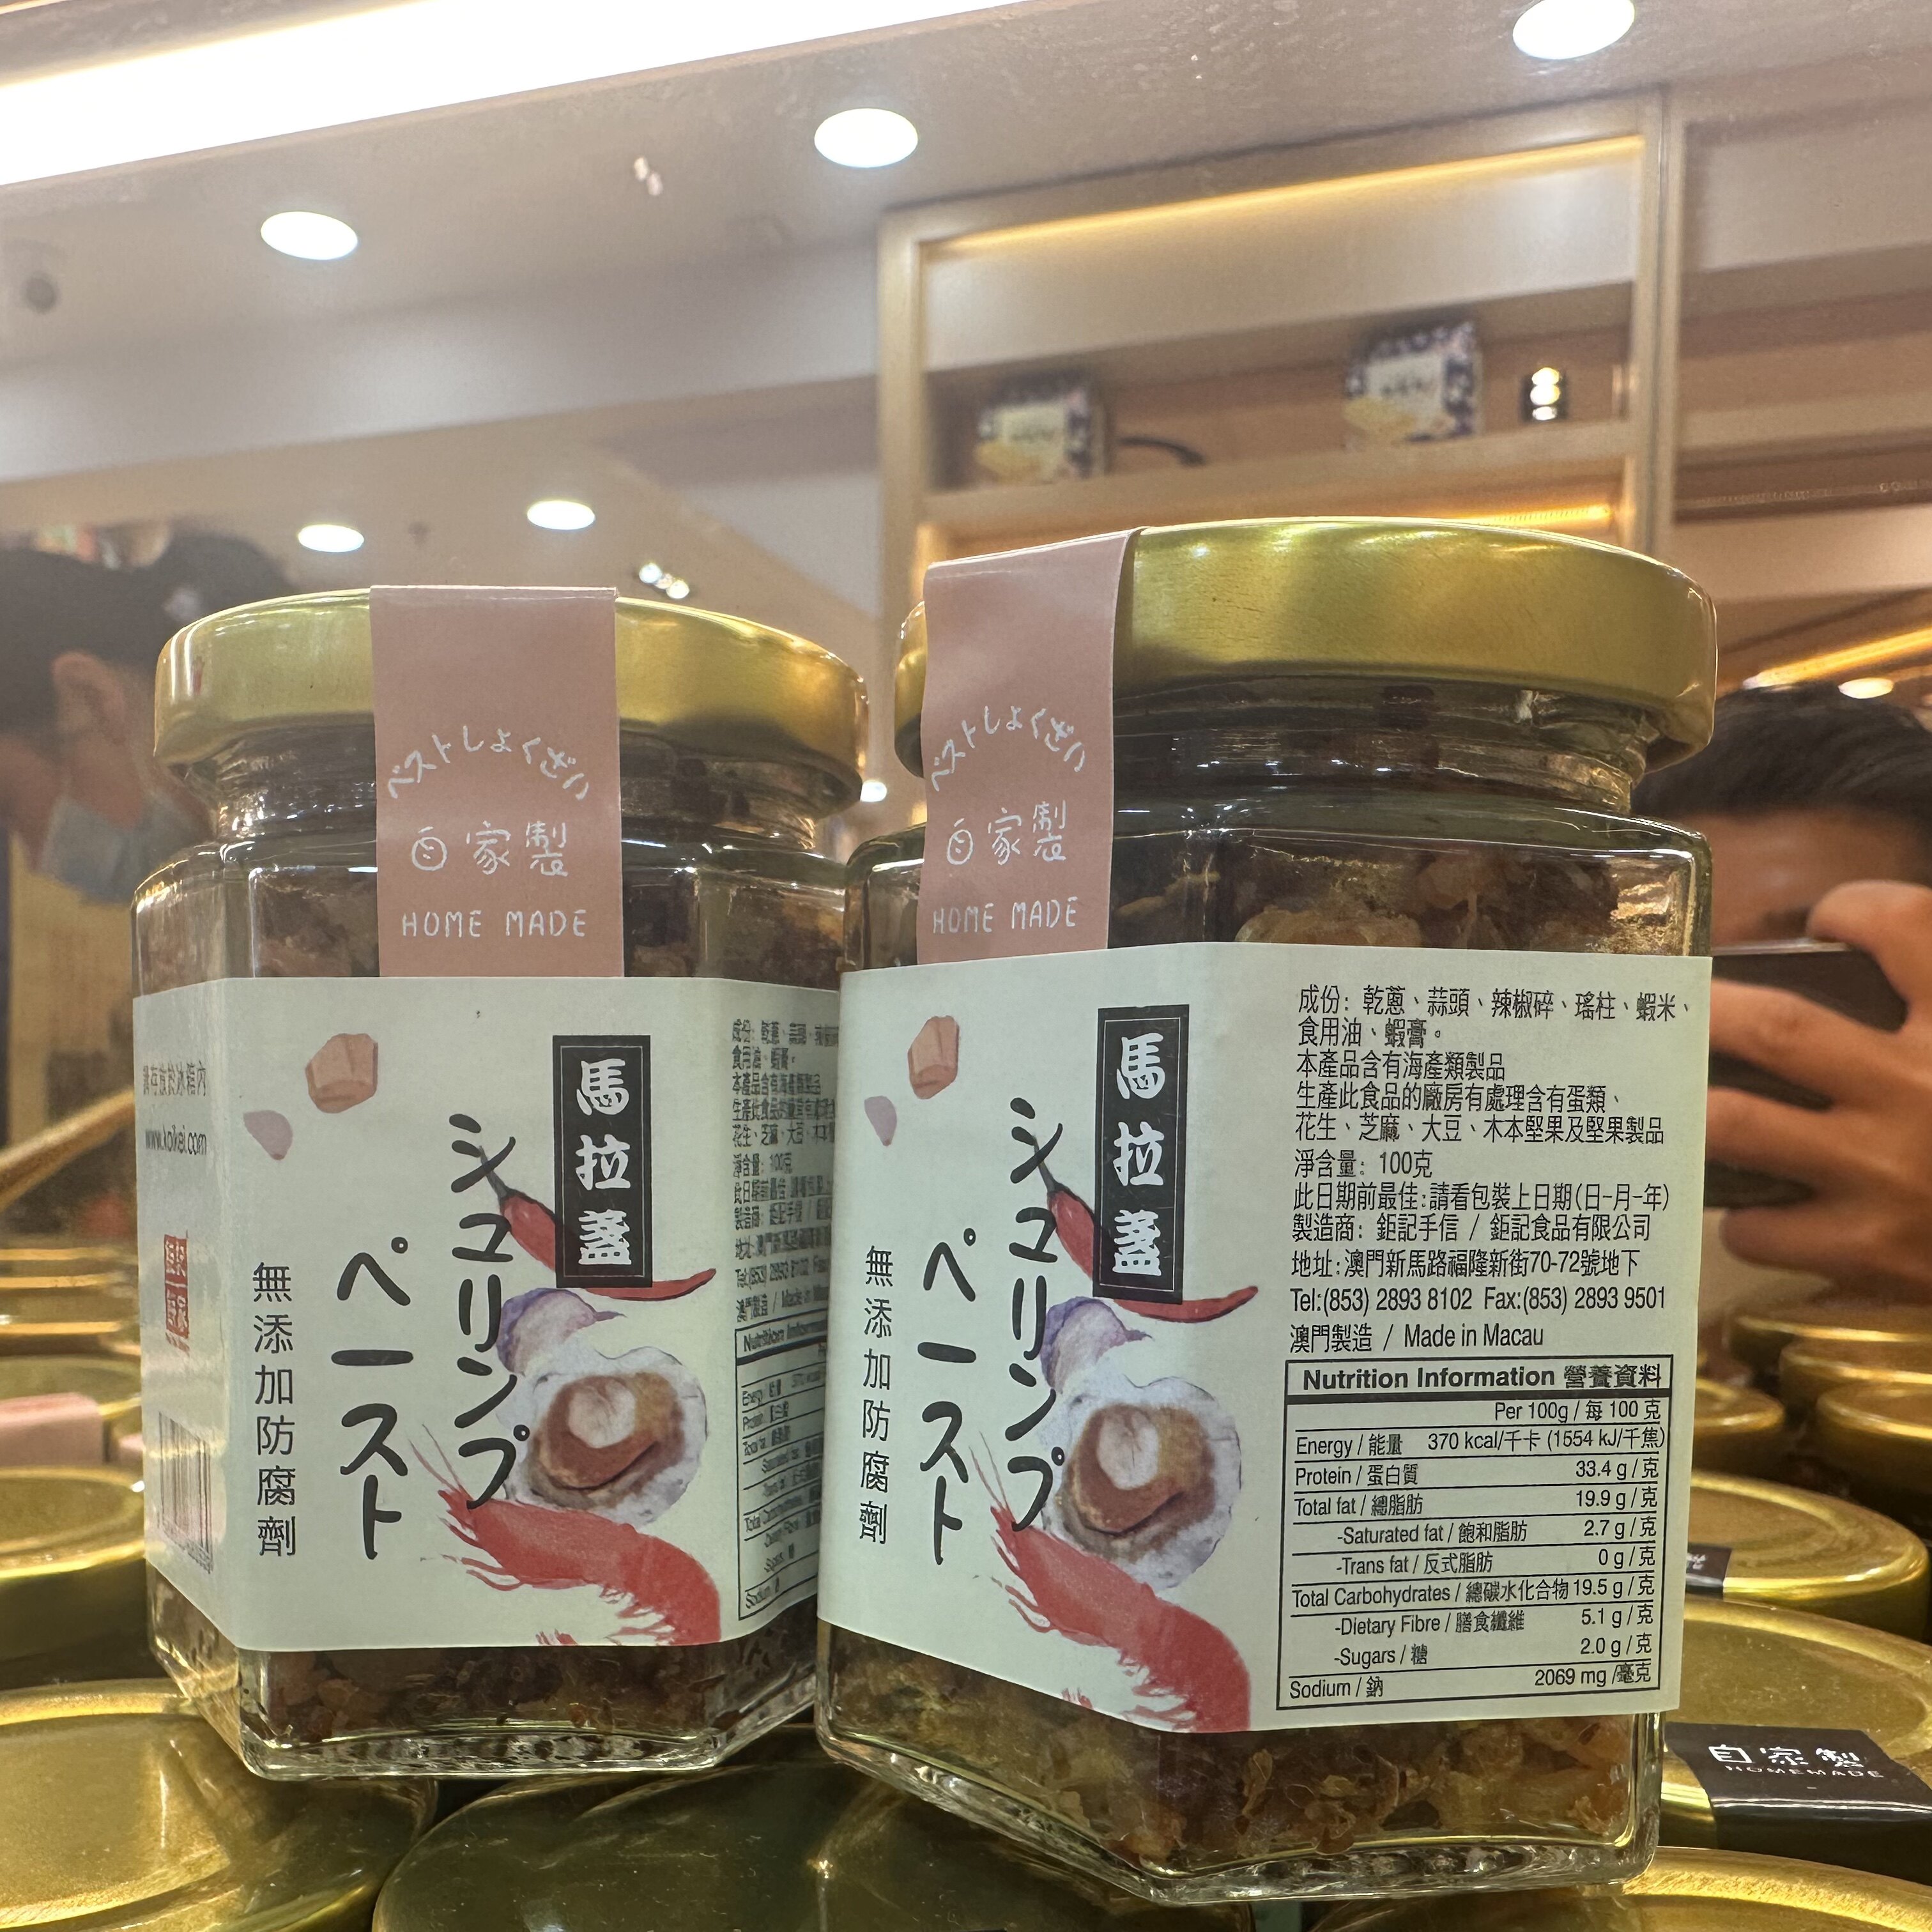 ベストしょくざい
自家製
HOME MADE
馬拉盞
シュリンプ
ペースト
無添加防腐劑
www.koikei.com
ベストしょくざい
自家製
HOME MADE
馬拉盞
シュリンプ
ペースト
無添加防腐劑
成份: 乾蔥、蒜頭、辣椒碎、瑤柱、蝦米、
食用油、蝦膏。
本產品含有海產類製品
生產此食品的廠房有處理含有蛋類、
花生、芝麻、大豆、木本堅果及堅果製品
淨含量: 100克
此日期前最佳:請看包裝上日期(日-月-年)
製造商: 鉅記手信 / 鉅記食品有限公司
地址:澳門新馬路福隆新街70-72號地下
Tel:(853) 2893 8102 Fax:(853) 2893 9501
澳門製造 / Made in Macau
Nutrition Information 營養資料
Per 100g / 每 100 克
Energy / 能量 370 kcal/千卡 (1554 kJ/千焦)
Protein / 蛋白質 33.4 g / 克
Total fat / 總脂肪 19.9 g / 克
-Saturated fat / 飽和脂肪 2.7 g / 克
-Trans fat / 反式脂肪 0 g / 克
Total Carbohydrates / 總碳水化合物 19.5 g / 克
-Dietary Fibre / 膳食纖維 5.1 g / 克
-Sugars / 糖 2.0 g / 克
Sodium / 鈉 2069 mg /毫克
自家製
HOMEMADE